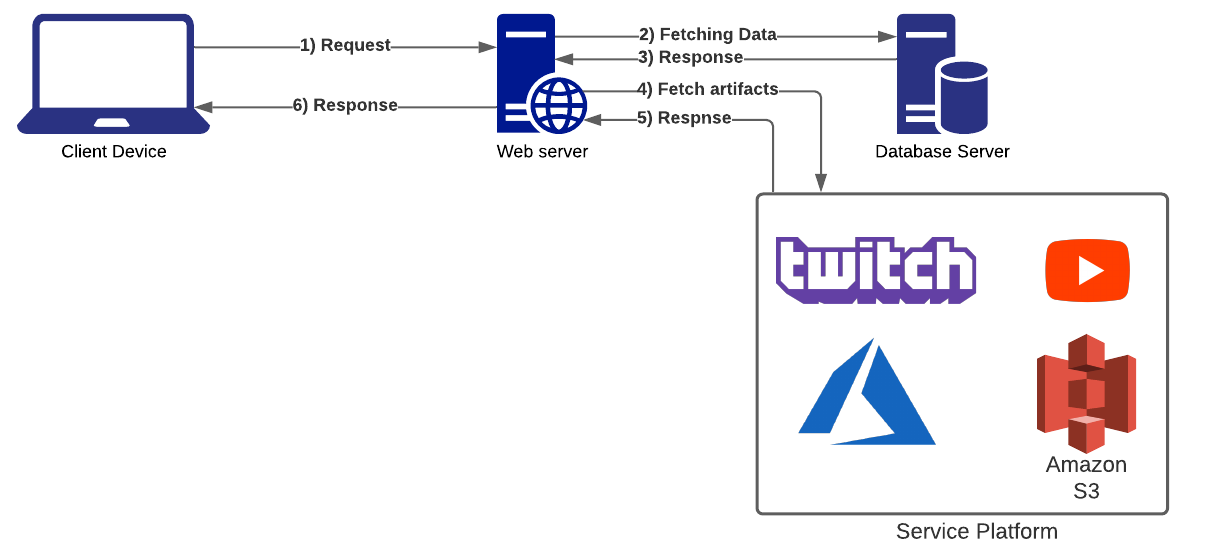 1) Request
2) Fetching Data
3) Response
4) Fetch artifacts
5) Respnse
6) Response
Client Device
Web server
Database Server
twitch
Amazon
S3
Service Platform